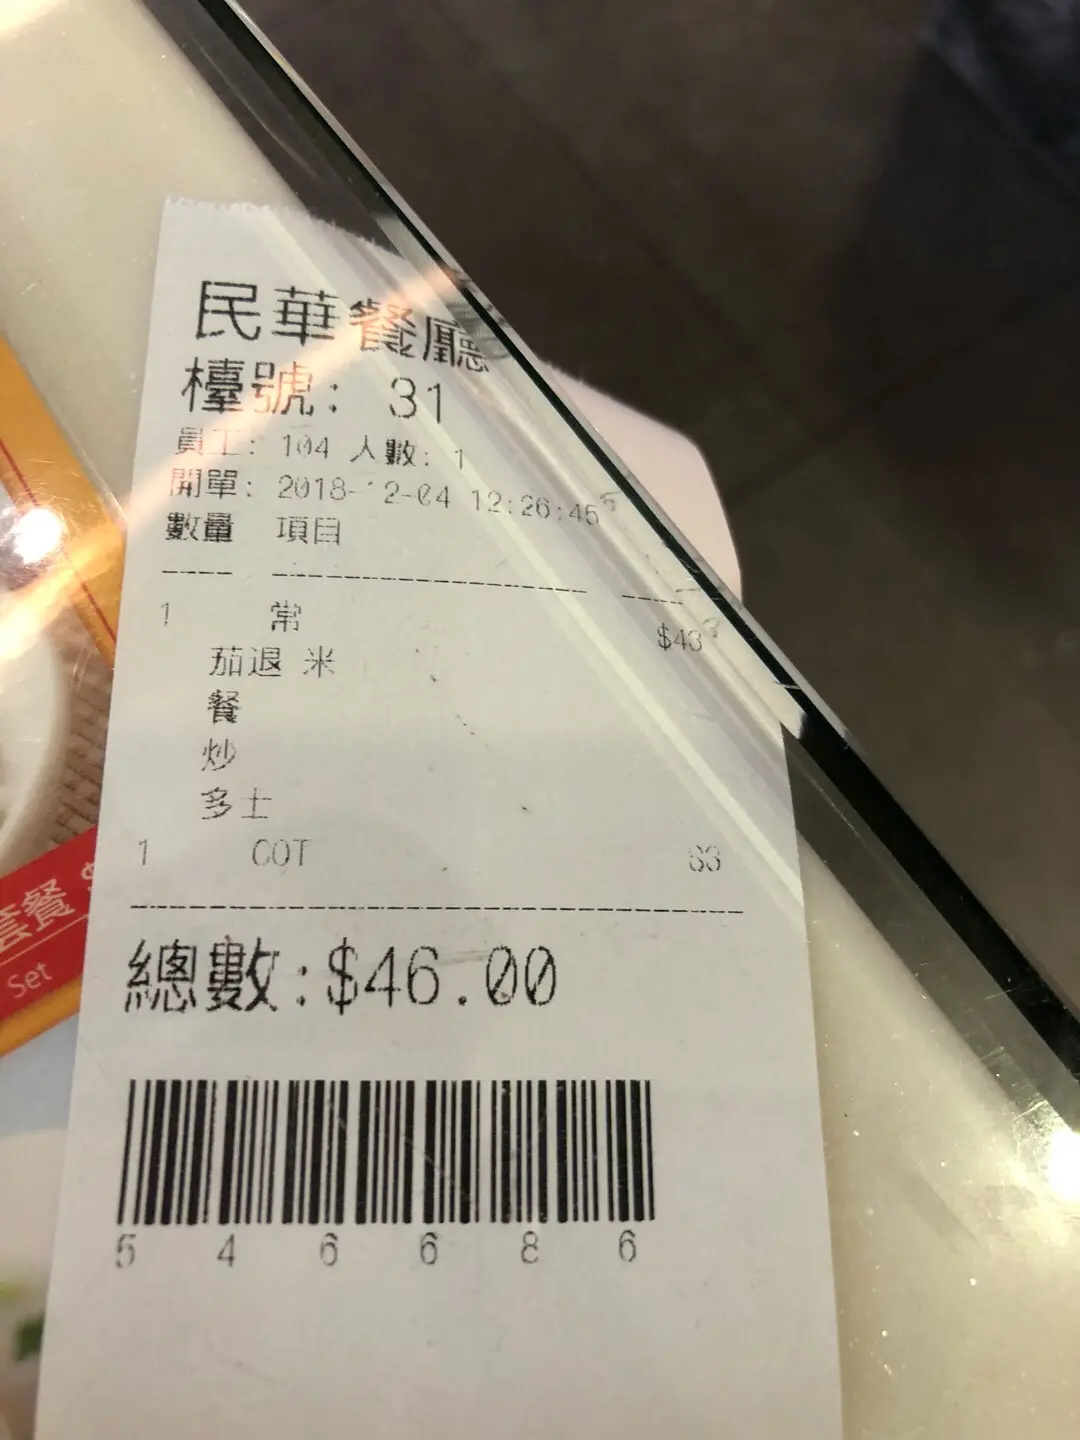 民華餐廳
檯號: 31
員工: 104 人數: 1
開單: 2018-12-04 12:26:45
數量 項目
1 常 $43
茄退 米
餐
炒
多士
1 COT $3
總數:$46.00
5 4 6 6 8 6
套餐
Set